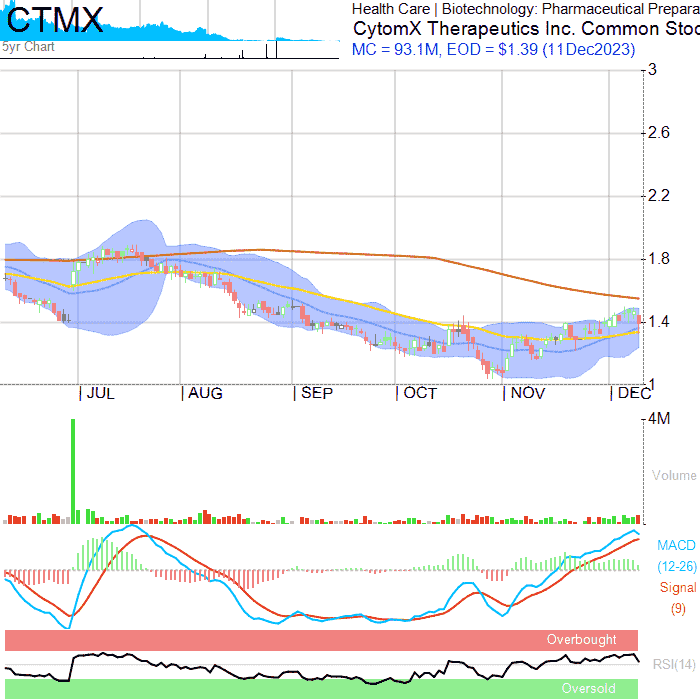 CTMX
5yr Chart
Health Care | Biotechnology: Pharmaceutical Prepara
CytomX Therapeutics Inc. Common Stoc
MC = 93.1M, EOD = $1.39 (11Dec2023)
3
2.6
2.2
1.8
1.4
1
| JUL | AUG | SEP | OCT | NOV | DEC
4M
Volume
MACD
(12-26)
Signal
(9)
Overbought
RSI(14)
Oversold